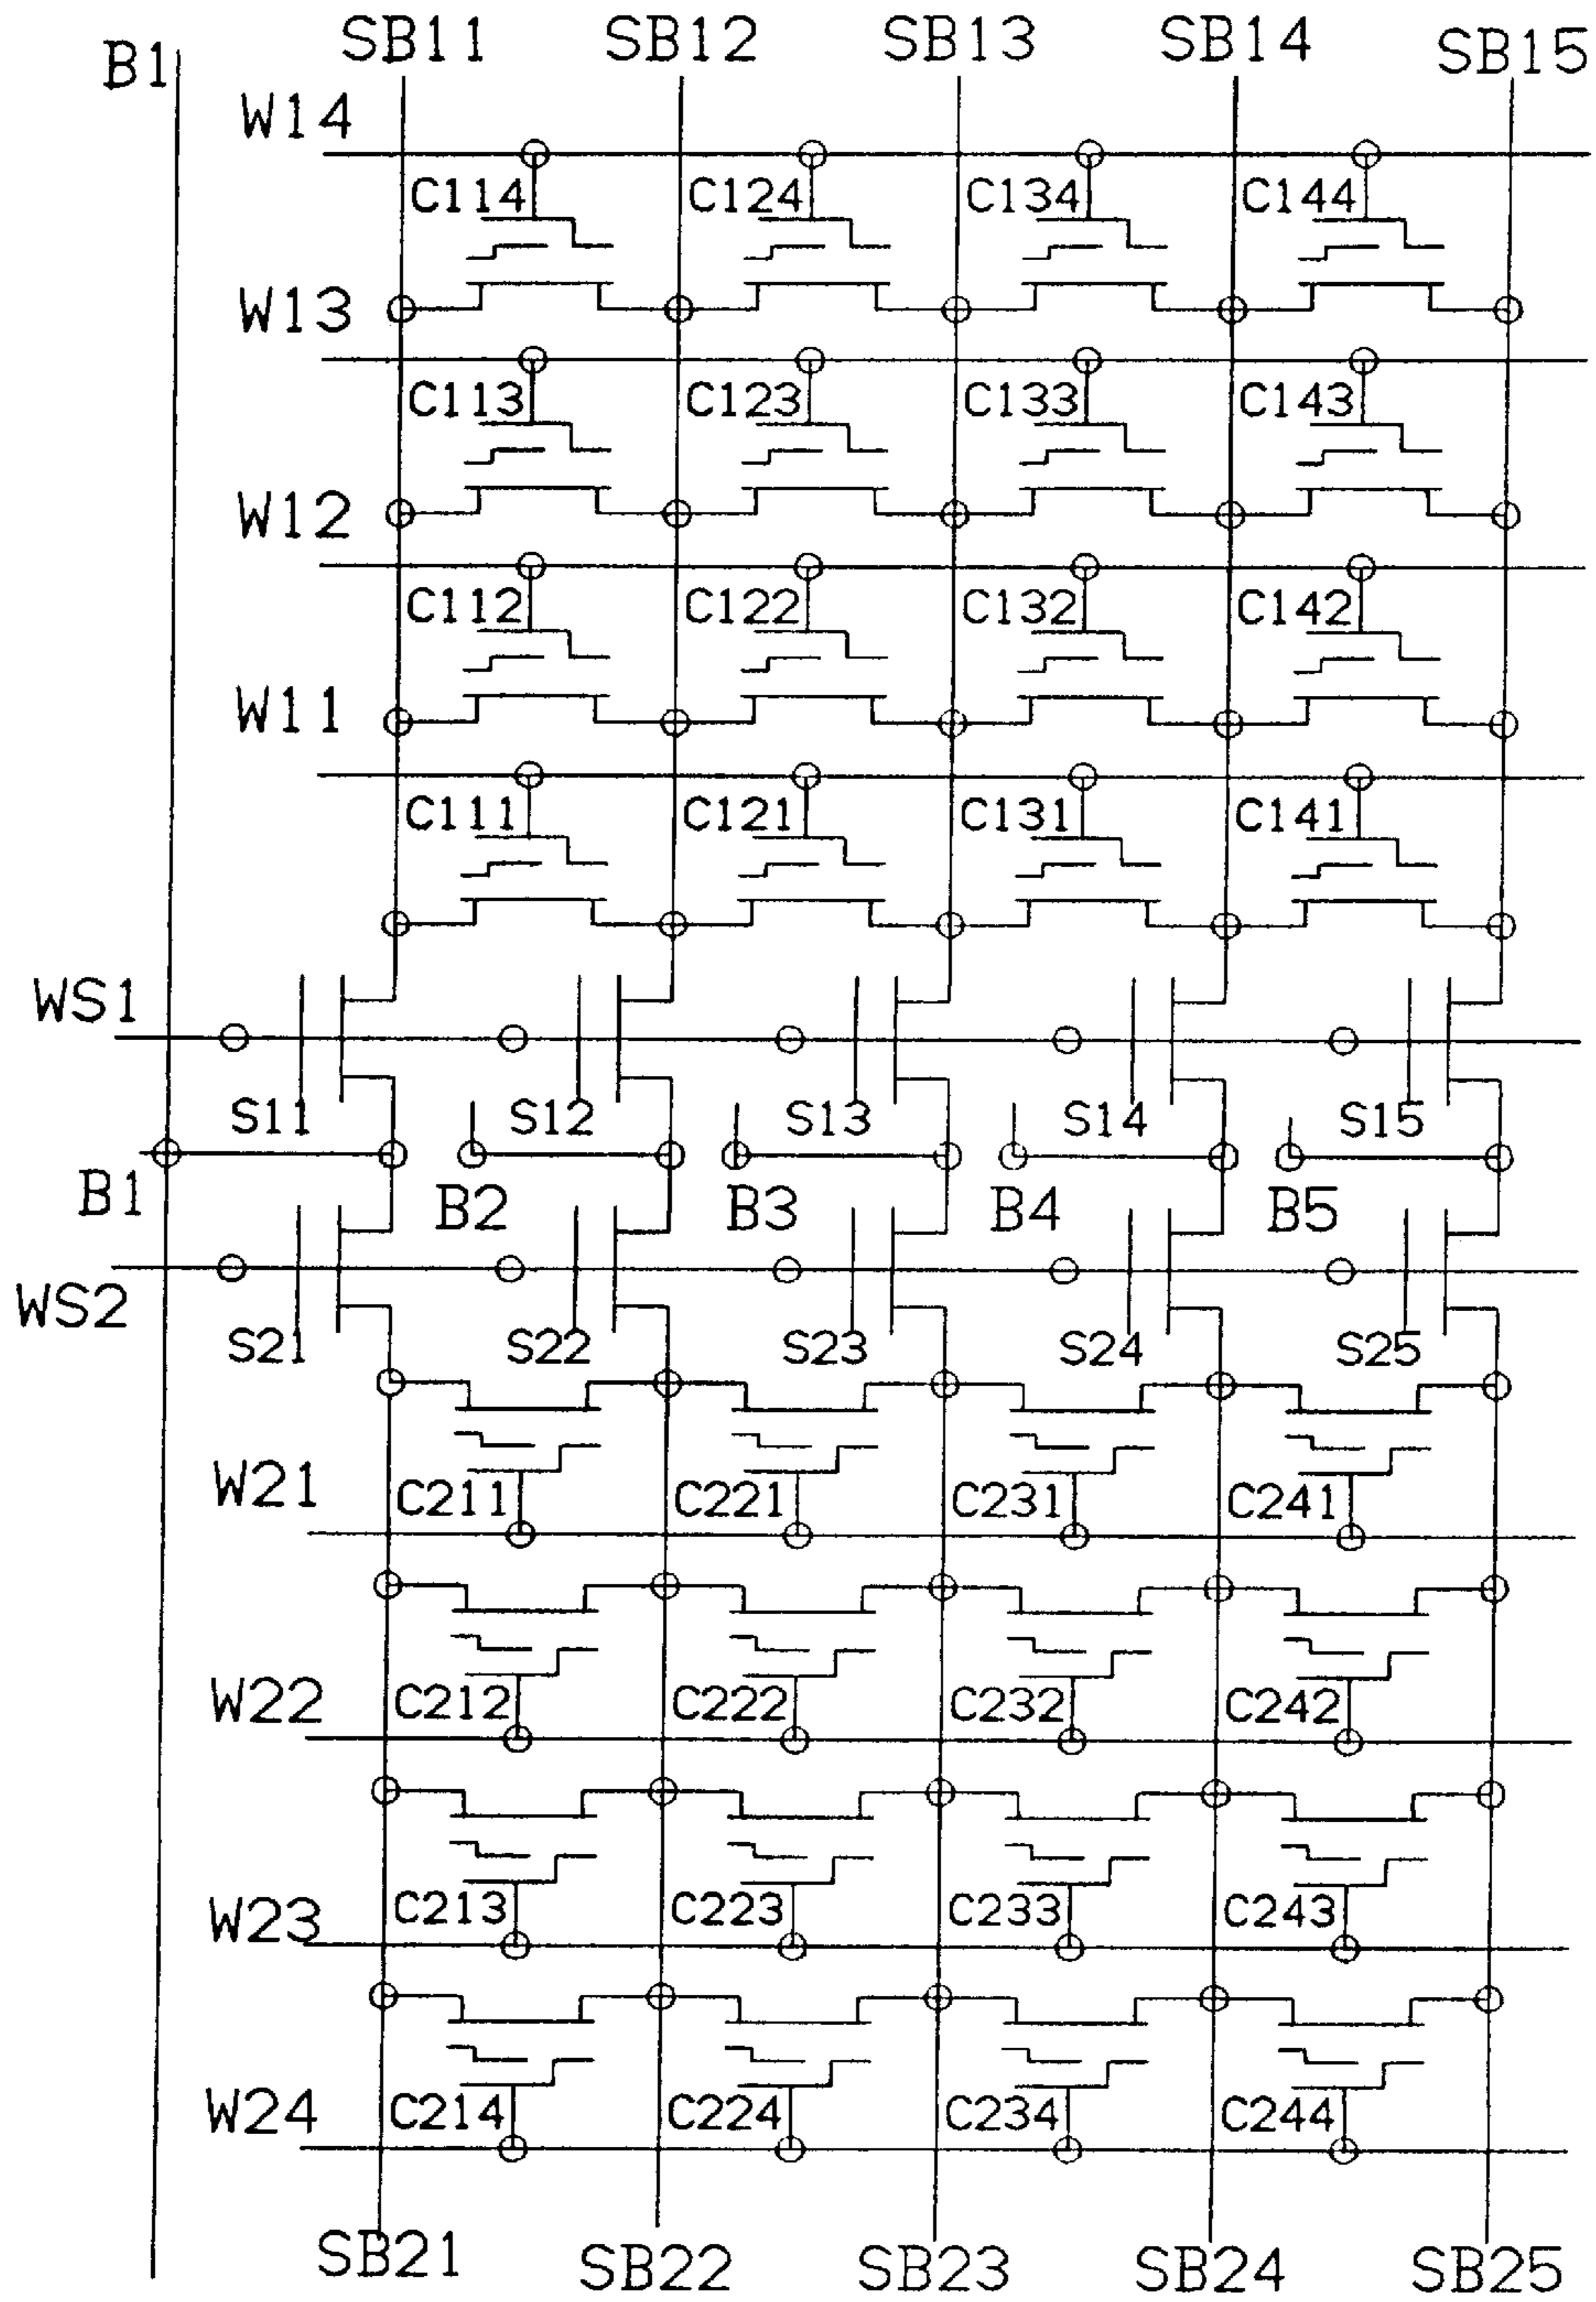 B1 SB11 SB12 SB13 SB14 SB15
W14
C114 C124 C134 C144
W13
C113 C123 C133 C143
W12
C112 C122 C132 C142
W11
C111 C121 C131 C141
WS1
S11 S12 S13 S14 S15
B1 B2 B3 B4 B5
WS2
S21 S22 S23 S24 S25
W21
C211 C221 C231 C241
W22
C212 C222 C232 C242
W23
C213 C223 C233 C243
W24
C214 C224 C234 C244
SB21 SB22 SB23 SB24 SB25